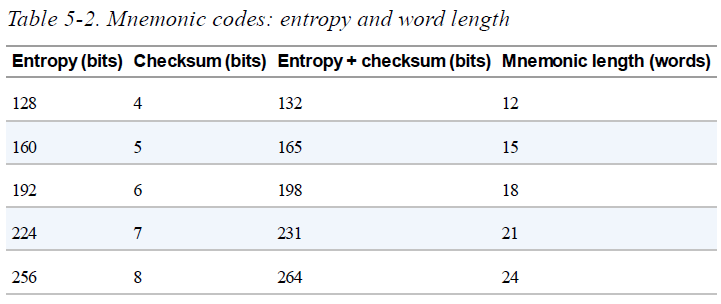 Table 5-2. Mnemonic codes: entropy and word length
Entropy (bits) Checksum (bits) Entropy + checksum (bits) Mnemonic length (words)
128 4 132 12
160 5 165 15
192 6 198 18
224 7 231 21
256 8 264 24